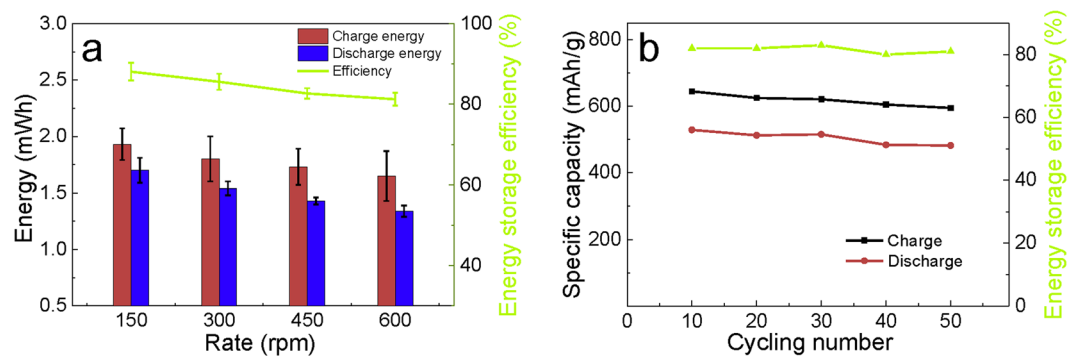 a
Charge energy
Discharge energy
Efficiency
Energy (mWh)
3.0
2.5
2.0
1.5
1.0
0.5
150
300
450
600
Rate (rpm)
100
80
60
40
Energy storage efficiency (%)
b
Specific capacity (mAh/g)
800
600
400
200
0
10
20
30
40
50
Cycling number
Charge
Discharge
80
60
40
20
0
Energy storage efficiency (%)